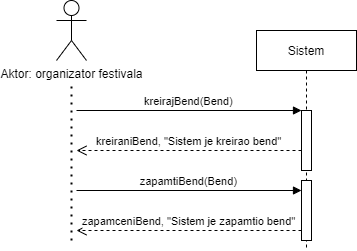 Sistem
Aktor: organizator festivala
kreirajBend(Bend)
kreiraniBend, "Sistem je kreirao bend"
zapamtiBend(Bend)
zapamceniBend, "Sistem je zapamtio bend"